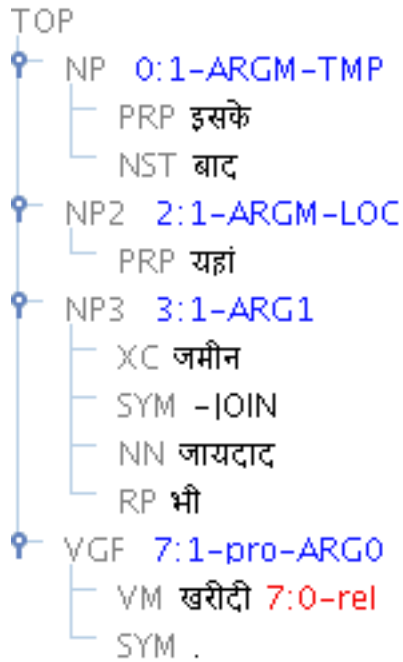 TOP
NP 0:1-ARGM-TMP
PRP इसके
NST बाद
NP2 2:1-ARGM-LOC
PRP यहां
NP3 3:1-ARG1
XC जमीन
SYM -JOIN
NN जायदाद
RP भी
VGF 7:1-pro-ARG0
VM खरीदी 7:0-rel
SYM .